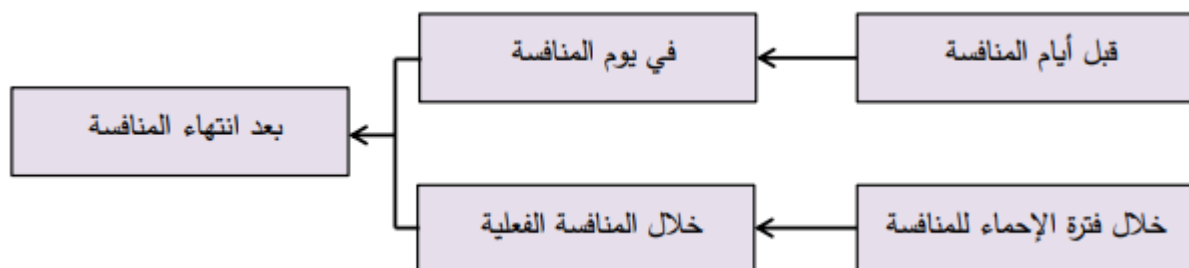 قبل أيام المنافسة
في يوم المنافسة
بعد انتهاء المنافسة
خلال فترة الإحماء للمنافسة
خلال المنافسة الفعلية